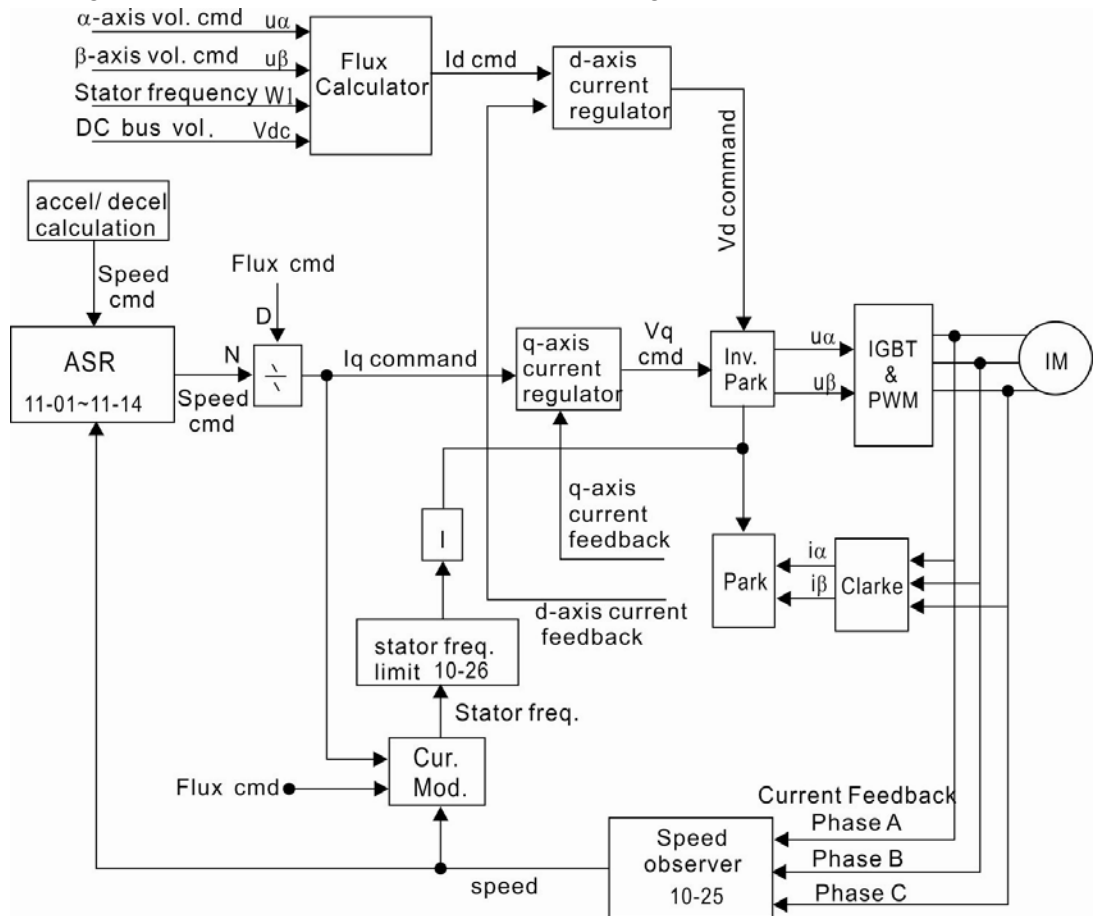 α-axis vol. cmd uα
β-axis vol. cmd uβ
Stator frequency W1
DC bus vol. Vdc
Flux
Calculator
Id cmd
d-axis
current
regulator
Vd command
accel/ decel
calculation
Speed
cmd
Flux cmd
D
ASR
11-01~11-14
N
Speed
cmd
Iq command
q-axis
current
regulator
Vq
cmd
Inv.
Park
uα
uβ
IGBT
&
PWM
IM
q-axis
current
feedback
I
Park
iα
iβ
Clarke
d-axis current
feedback
stator freq.
limit 10-26
Stator freq.
Cur.
Mod.
Flux cmd
Current Feedback
Phase A
Phase B
Phase C
Speed
observer
10-25
speed